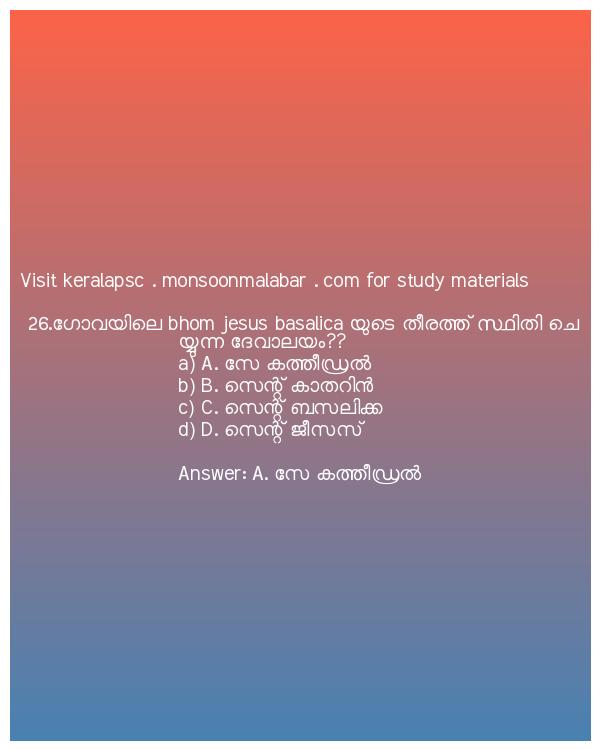 Visit keralapsc . monsoonmalabar . com for study materials
26.ഗോവയിലെ bhom jesus basalica യുടെ തീരത്ത് സ്ഥിതി ചെ
യ്യുന്ന ദേവാലയം??
a) A. സേ കത്തീഡ്രൽ
b) B. സെന്റ് കാതറിൻ
c) C. സെന്റ് ബസലിക്ക
d) D. സെന്റ് ജീസസ്
Answer: A. സേ കത്തീഡ്രൽ